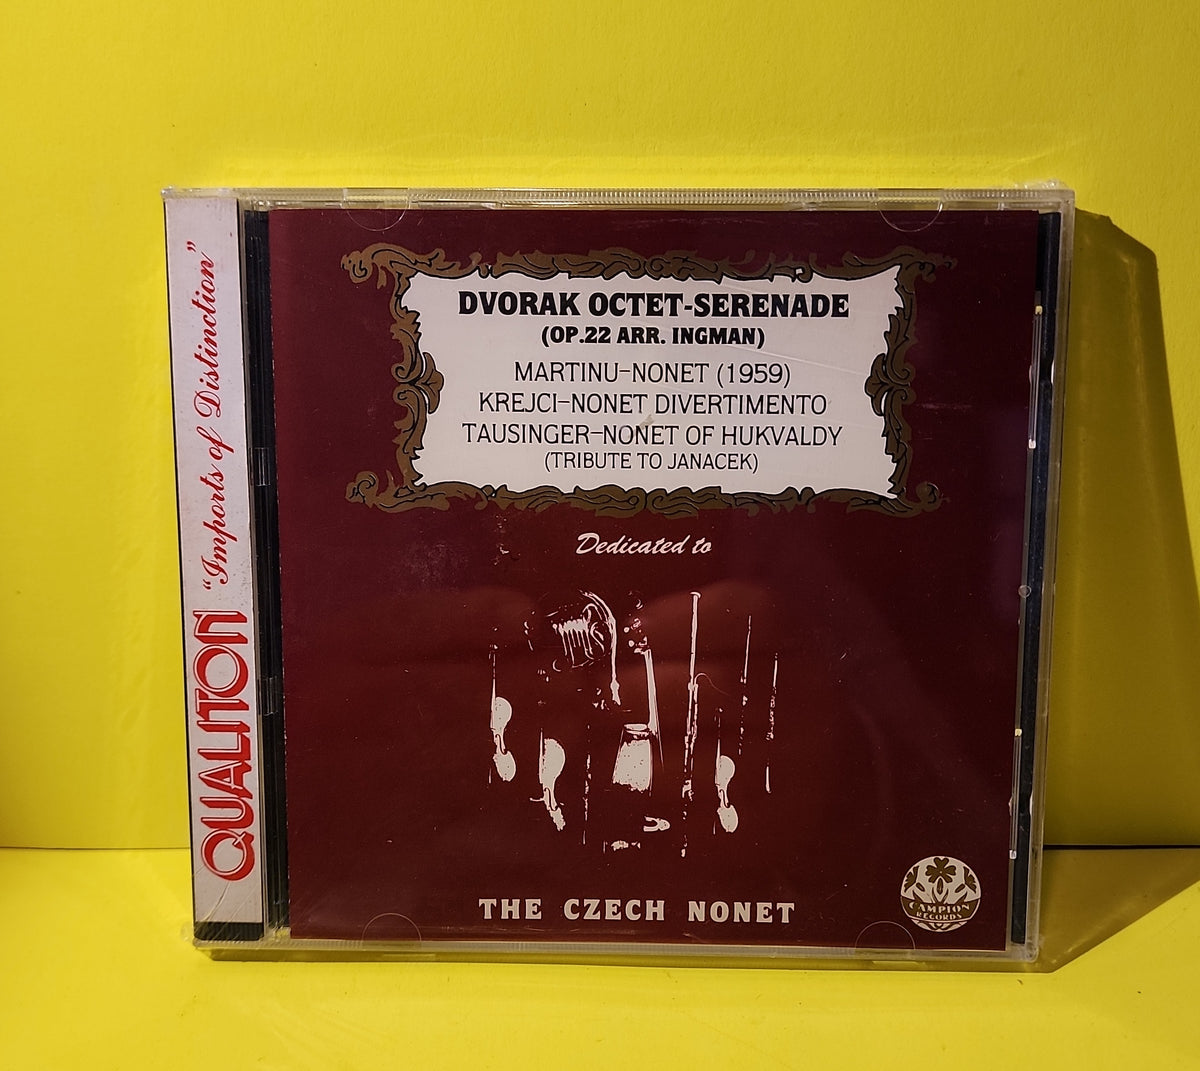 DVORAK OCTET-SERENADE
(OP.22 ARR. INGMAN)
MARTINU-NONET (1959)
KREJCI-NONET DIVERTIMENTO
TAUSINGER-NONET OF HUKVALDY
(TRIBUTE TO JANACEK)
Dedicated to
THE CZECH NONET
CAMPION
RECORDS
QUALITON "Imports of Distinction"